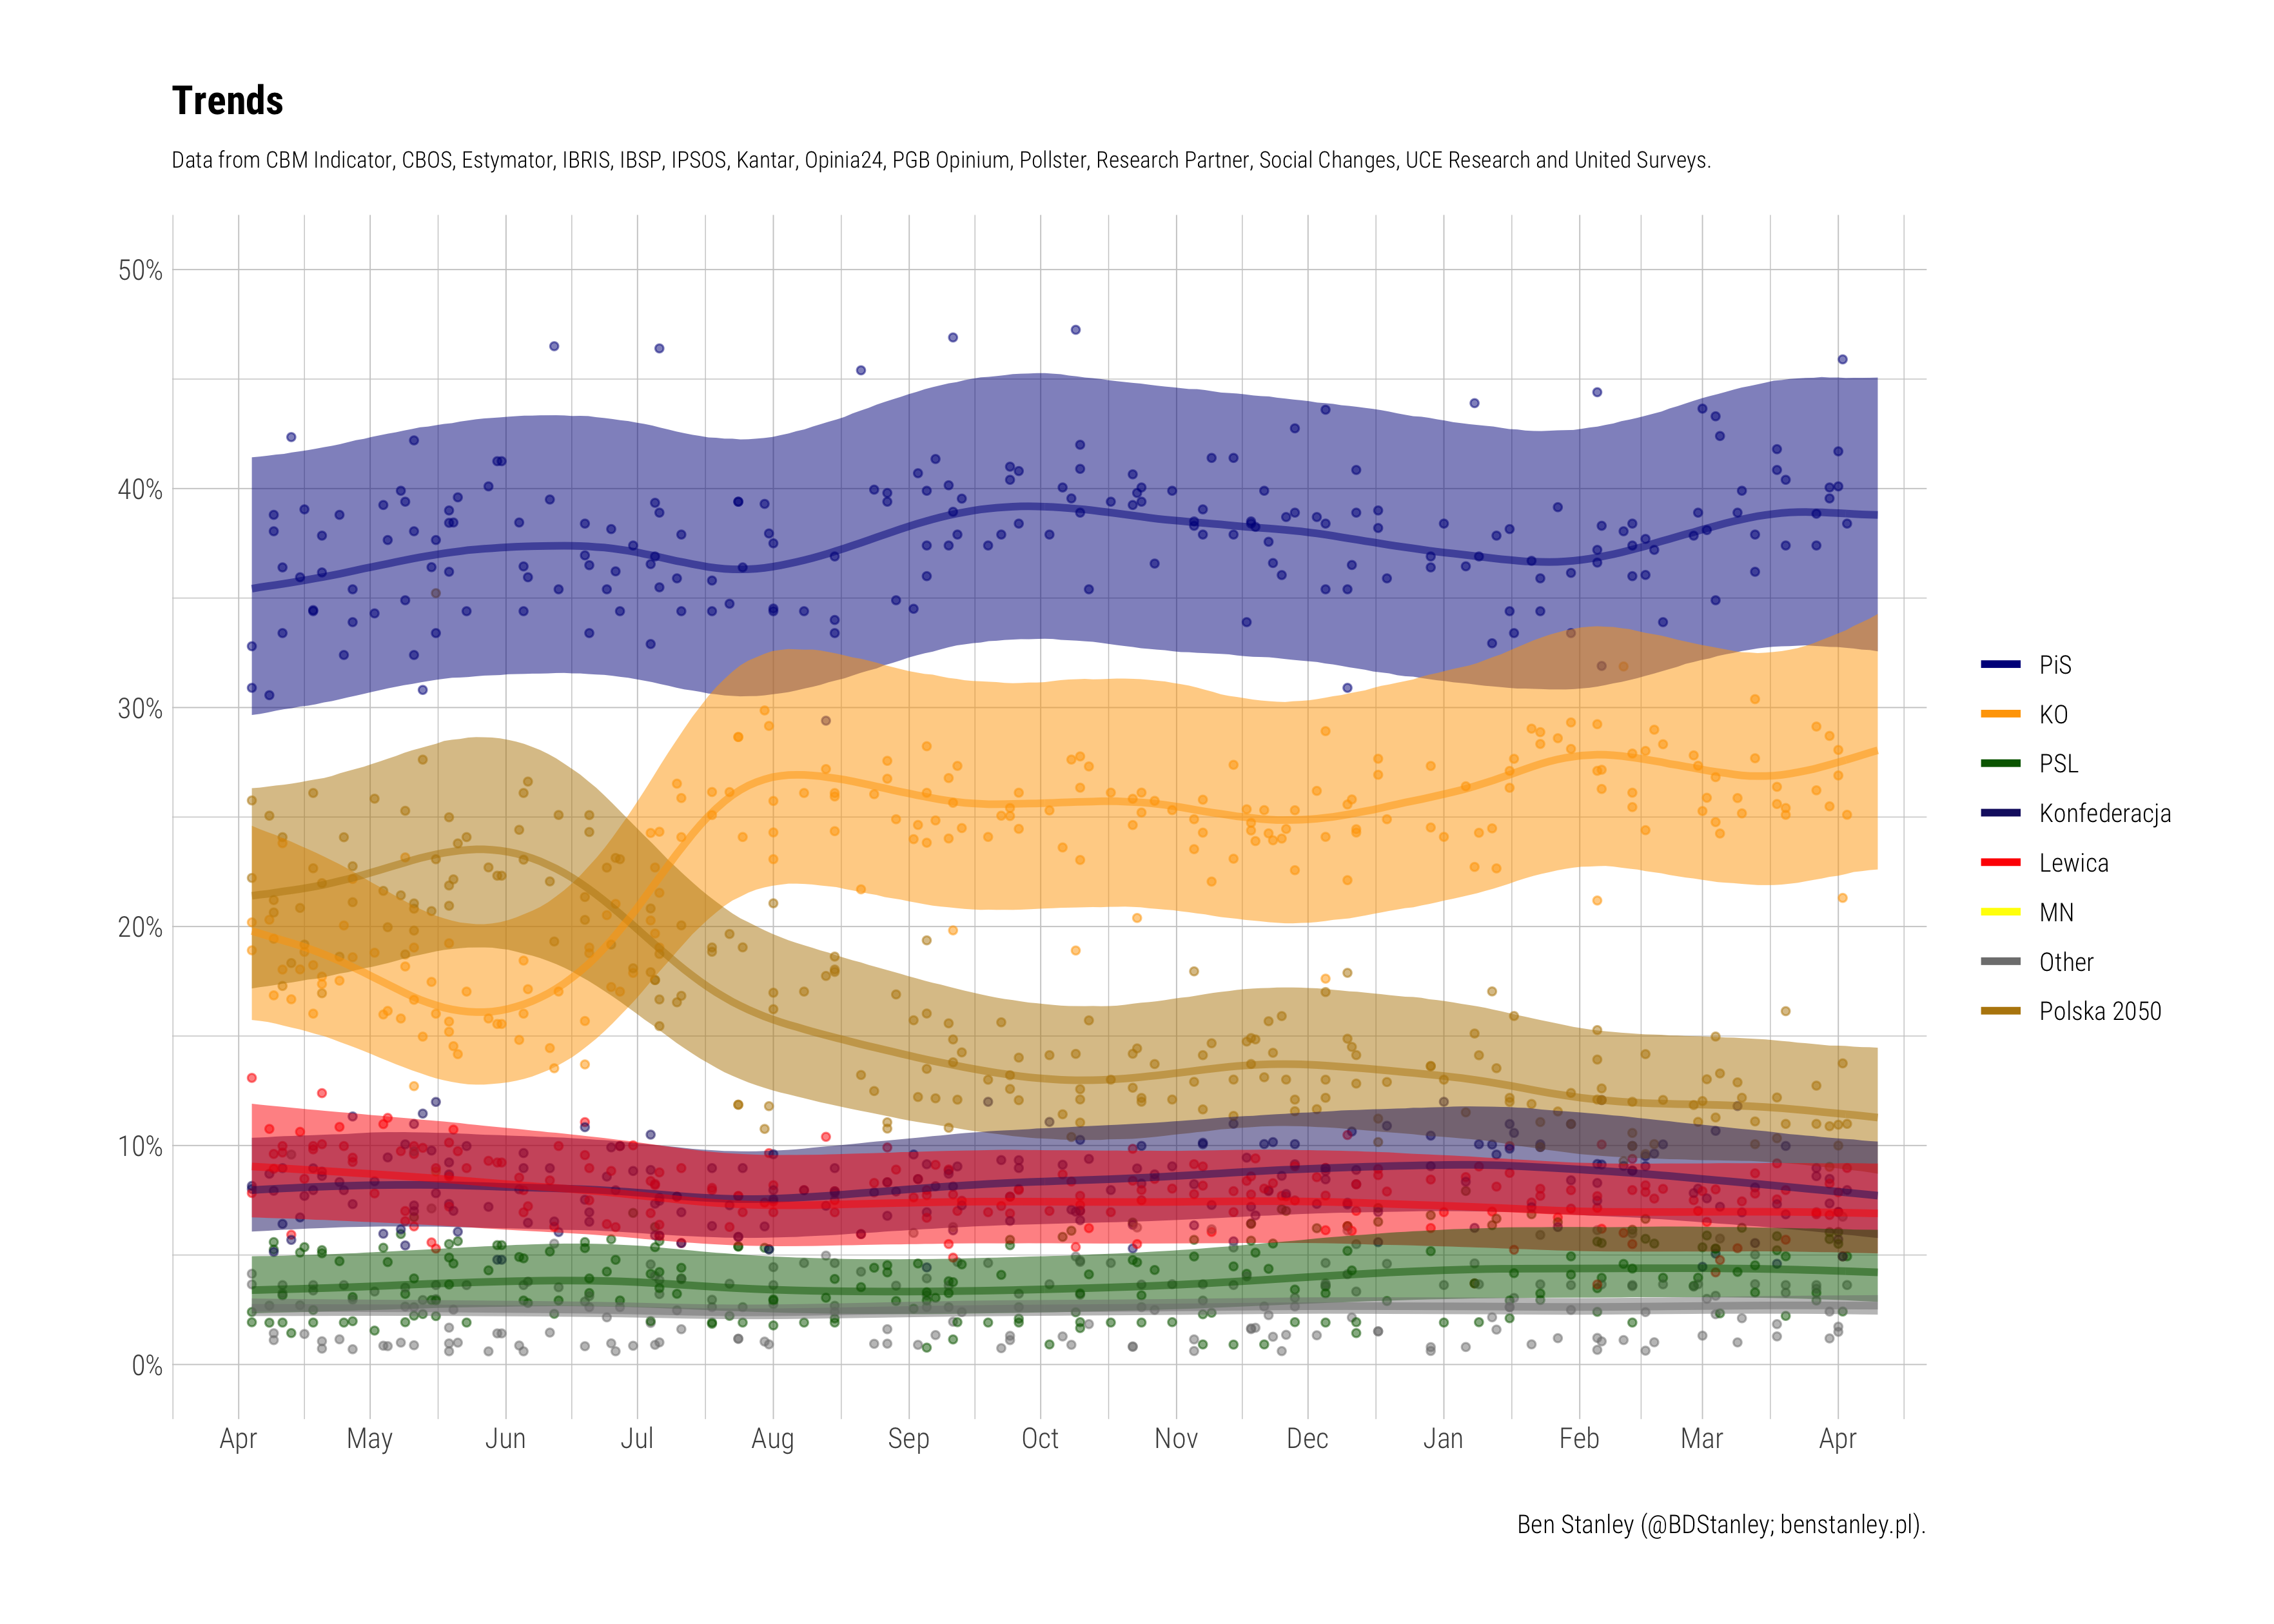 Trends
Data from CBM Indicator, CBOS, Estymator, IBRIS, IBSP, IPSOS, Kantar, Opinia24, PGB Opinium, Pollster, Research Partner, Social Changes, UCE Research and United Surveys.
50%
40%
30%
20%
10%
0%
Apr May Jun Jul Aug Sep Oct Nov Dec Jan Feb Mar Apr
PiS
KO
PSL
Konfederacja
Lewica
MN
Other
Polska 2050
Ben Stanley (@BDStanley; benstanley.pl).